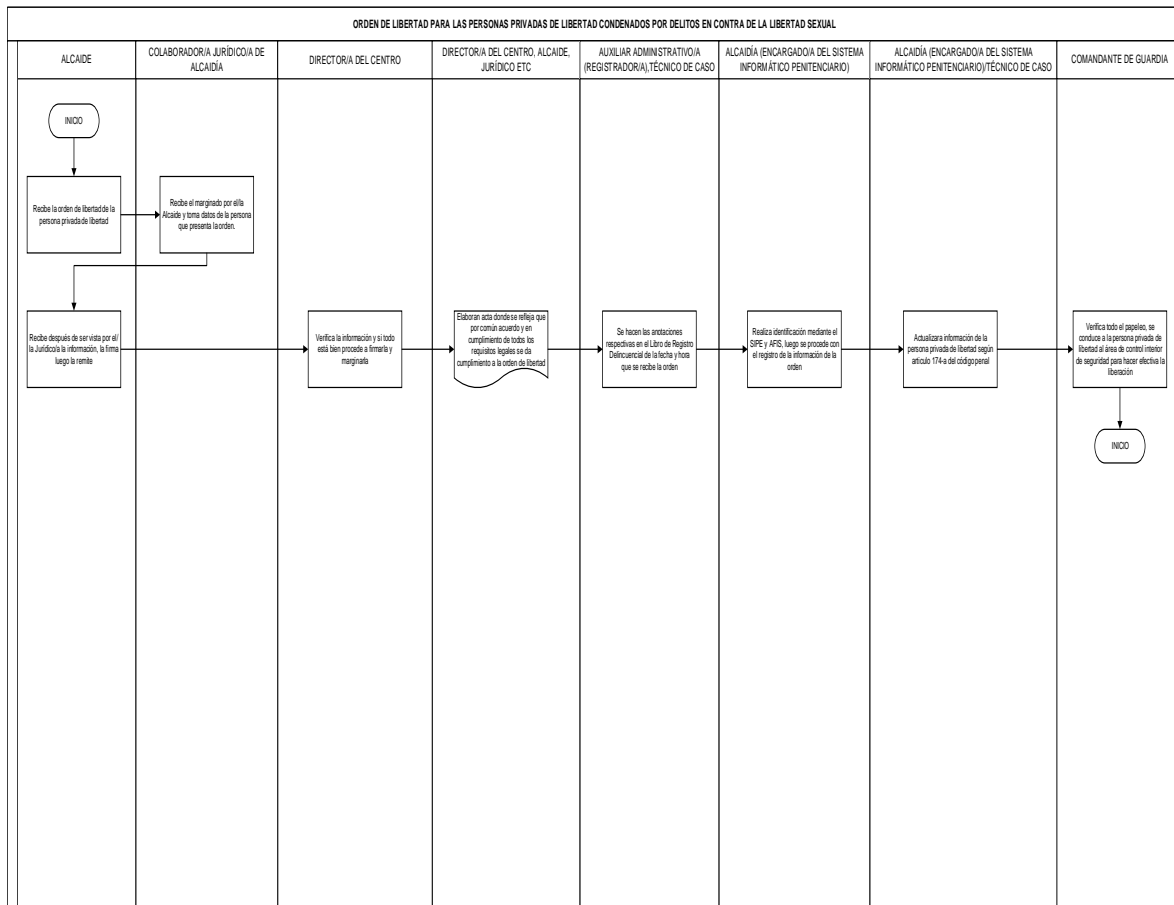 ORDEN DE LIBERTAD PARA LAS PERSONAS PRIVADAS DE LIBERTAD CONDENADOS POR DELITOS EN CONTRA DE LA LIBERTAD SEXUAL
ALCAIDE
COLABORADOR/A JURÍDICO/A DE
ALCAIDÍA
DIRECTOR/A DEL CENTRO
DIRECTOR/A DEL CENTRO, ALCAIDE,
JURÍDICO ETC
AUXILIAR ADMINISTRATIVO/A
(REGISTRADOR/A),TÉCNICO DE CASO
ALCAIDÍA (ENCARGADO/A DEL SISTEMA
INFORMÁTICO PENITENCIARIO)
ALCAIDÍA (ENCARGADO/A DEL SISTEMA
INFORMÁTICO PENITENCIARIO)/TÉCNICO DE CASO
COMANDANTE DE GUARDIA
INICIO
Recibe la orden de libertad de la
persona privada de libertad
Recibe el marginado por el/la
Alcaide y toma datos de la persona
que presenta la orden.
Recibe después de ser vista por el/
la Jurídico/a la información, la firma
luego la remite
Verifica la información y si todo
está bien procede a firmarla y
marginarla
Elaboran acta donde se refleja que
por común acuerdo y en
cumplimiento de todos los
requisitos legales se da
cumplimiento a la orden de libertad
Se hacen las anotaciones
respectivas en el Libro de Registro
Delincuencial de la fecha y hora
que se recibe la orden
Realiza identificación mediante el
SIPE y AFIS, luego se procede con
el registro de la información de la
orden
Actualizara información de la
persona privada de libertad según
articulo 174-a del código penal
Verifica todo el papeleo, se
conduce a la persona privada de
libertad al área de control interior
de seguridad para hacer efectiva la
liberación
INICIO